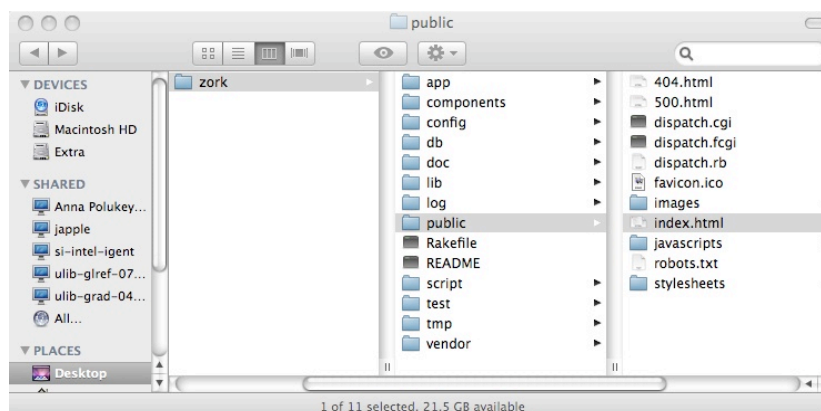 public
DEVICES
iDisk
Macintosh HD
Extra
SHARED
Anna Polukey...
japple
si-intel-igent
ulib-glref-07...
ulib-grad-04...
All...
PLACES
Desktop
zork
app
components
config
db
doc
lib
log
public
Rakefile
README
script
test
tmp
vendor
404.html
500.html
dispatch.cgi
dispatch.fcgi
dispatch.rb
favicon.ico
images
index.html
javascripts
robots.txt
stylesheets
1 of 11 selected, 21.5 GB available